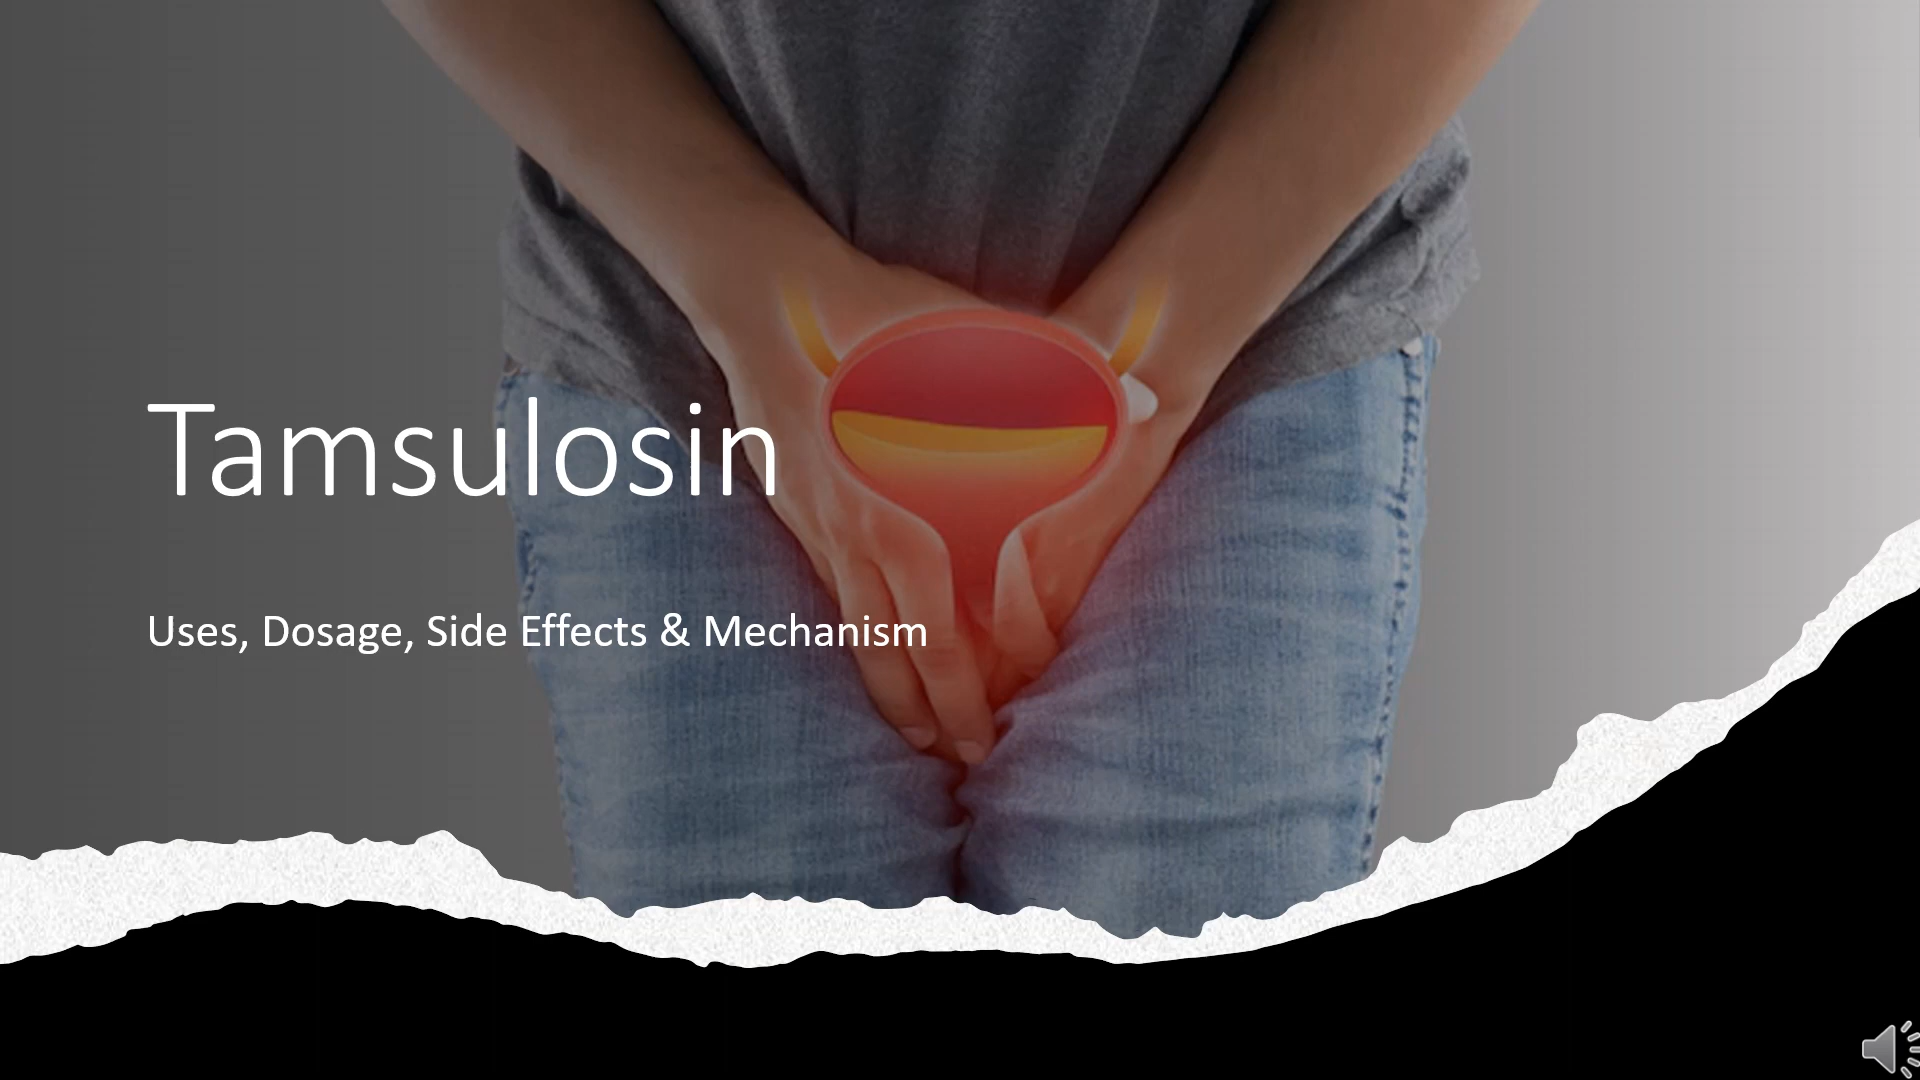 Tamsulosin
Uses, Dosage, Side Effects & Mechanism